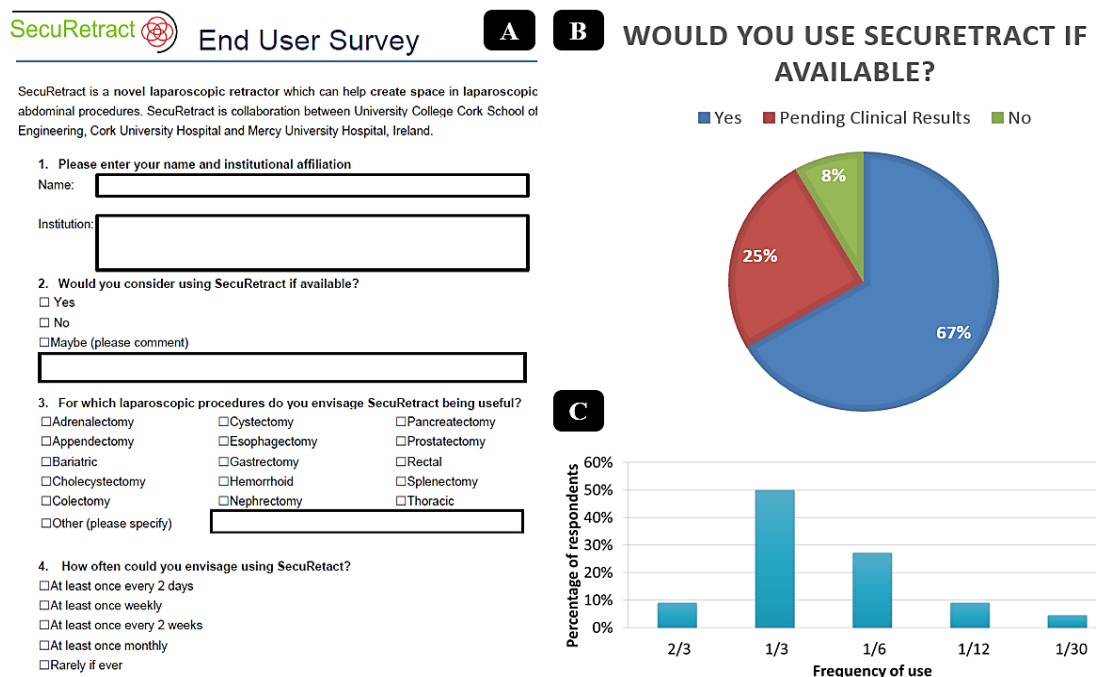 SecuRetract
End User Survey
A
SecuRetract is a novel laparoscopic retractor which can help create space in laparoscopic
abdominal procedures. SecuRetract is collaboration between University College Cork School of
Engineering, Cork University Hospital and Mercy University Hospital, Ireland.
1. Please enter your name and institutional affiliation
Name:
Institution:
2. Would you consider using SecuRetract if available?
Yes
No
Maybe (please comment)
3. For which laparoscopic procedures do you envisage SecuRetract being useful?
Adrenalectomy Cystectomy Pancreatectomy
Appendectomy Esophagectomy Prostatectomy
Bariatric Gastrectomy Rectal
Cholecystectomy Hemorrhoid Splenectomy
Colectomy Nephrectomy Thoracic
Other (please specify)
4. How often could you envisage using SecuRetact?
At least once every 2 days
At least once weekly
At least once every 2 weeks
At least once monthly
Rarely if ever
B
WOULD YOU USE SECURETRACT IF
AVAILABLE?
Yes Pending Clinical Results No
8%
25%
67%
C
Percentage of respondents
60%
50%
40%
30%
20%
10%
0%
2/3 1/3 1/6 1/12 1/30
Frequency of use